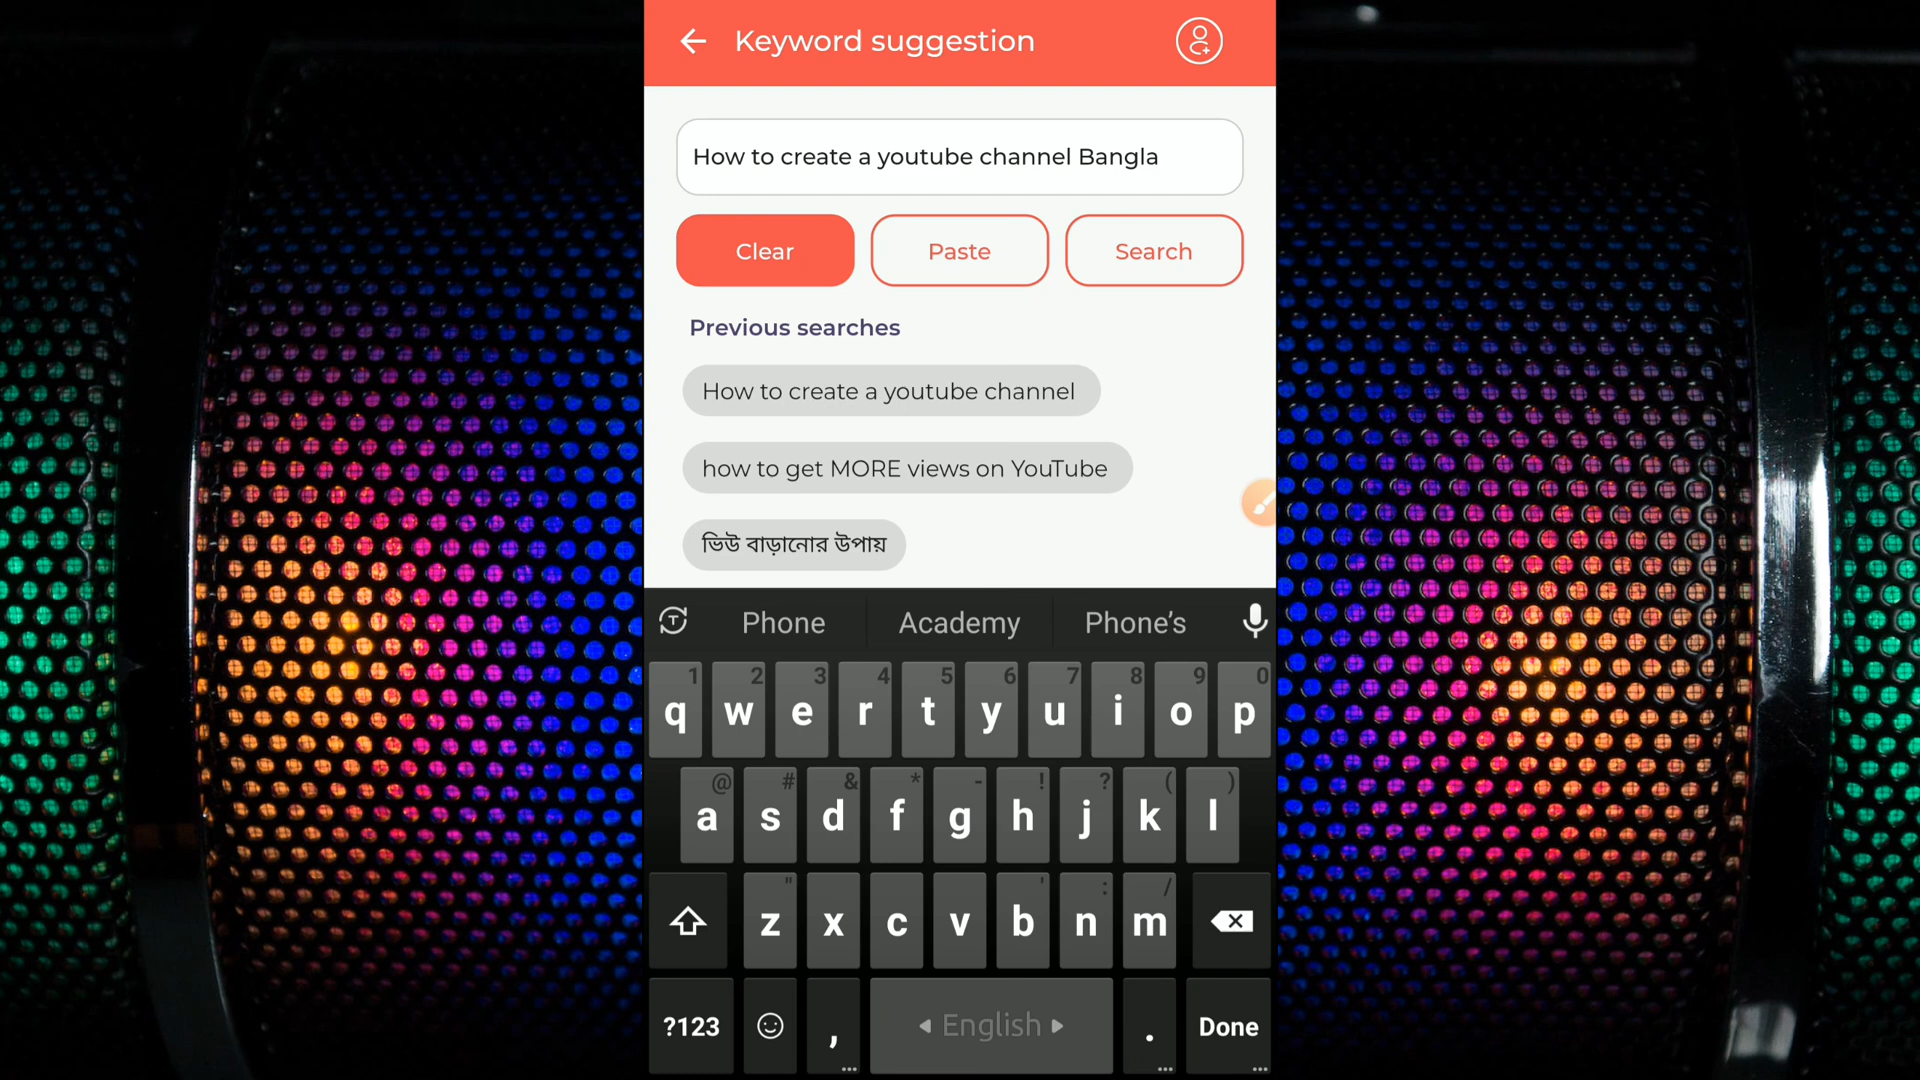 Keyword suggestion
How to create a youtube channel Bangla
Clear Paste Search
Previous searches
How to create a youtube channel
how to get MORE views on YouTube
ভিউ বাড়ানোর উপায়
Phone Academy Phone's
1 2 3 4 5 6 7 8 9 0
q w e r t y u i o p
@ # & * - ! ? ( )
a s d f g h j k l
" ' : /
z x c v b n m
?123 , English . Done